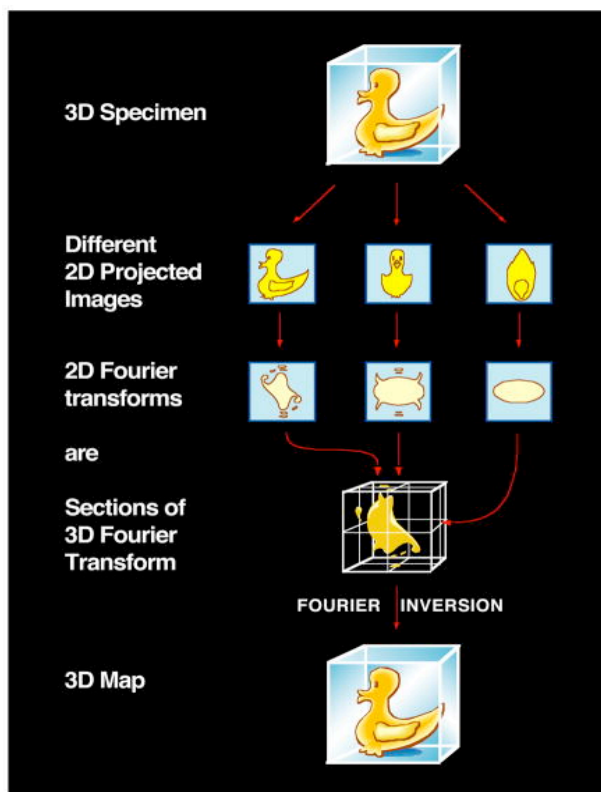 3D Specimen
Different
2D Projected
Images
2D Fourier
transforms
are
Sections of
3D Fourier
Transform
FOURIER INVERSION
3D Map